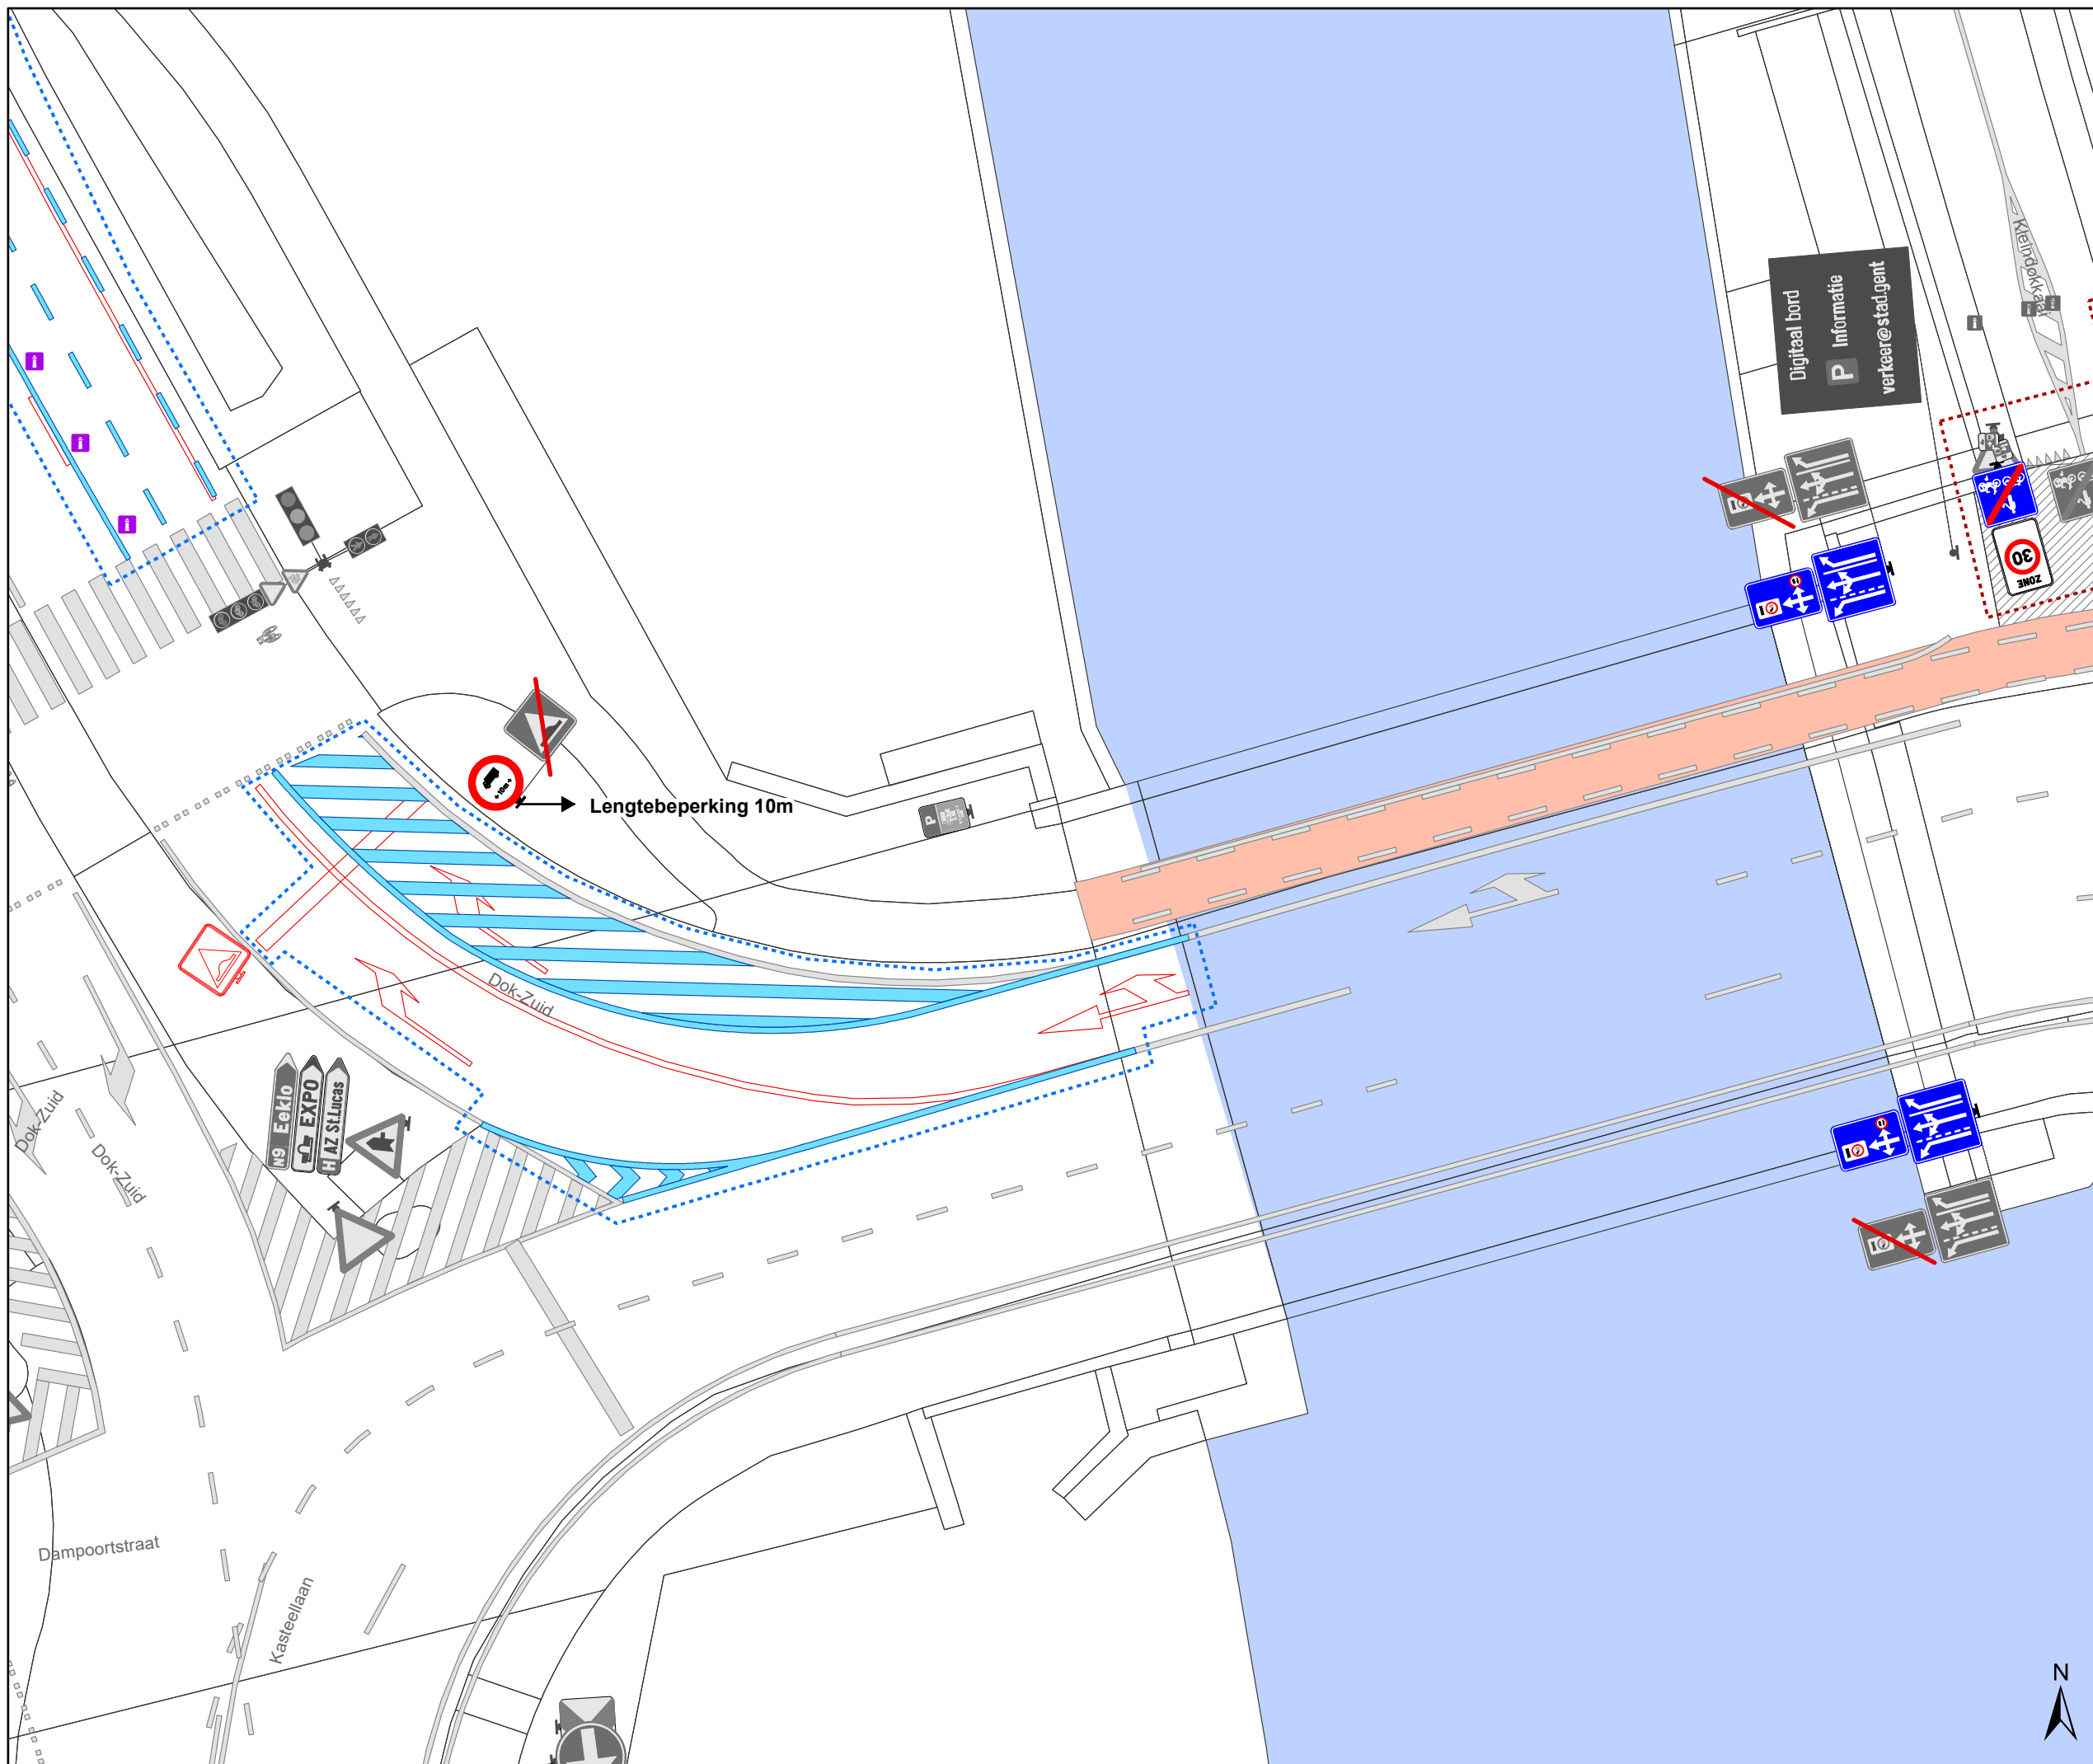 Kleindokkaai
Digitaal bord
P Informatie
verkeer@stad.gent
30
ZONE
+10m+
Lengtebeperking 10m
P
Dok-Zuid
N9 Eeklo
EXPO
H AZ St.Lucas
Dok-Zuid
Dok-Zuid
Dampoortstraat
Kasteellaan
N